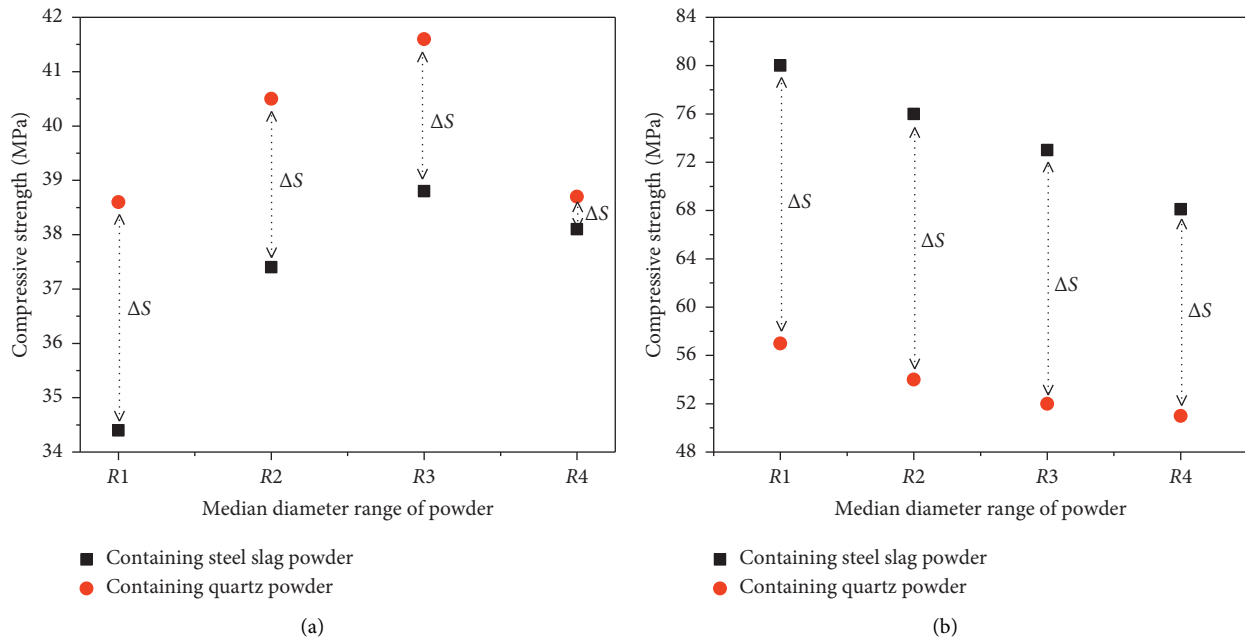 42
41
40
39
38
37
36
35
34
Compressive strength (MPa)
ΔS
ΔS
ΔS
ΔS
R1 R2 R3 R4
Median diameter range of powder
Containing steel slag powder
Containing quartz powder
(a)
84
80
76
72
68
64
60
56
52
48
Compressive strength (MPa)
ΔS
ΔS
ΔS
ΔS
R1 R2 R3 R4
Median diameter range of powder
Containing steel slag powder
Containing quartz powder
(b)